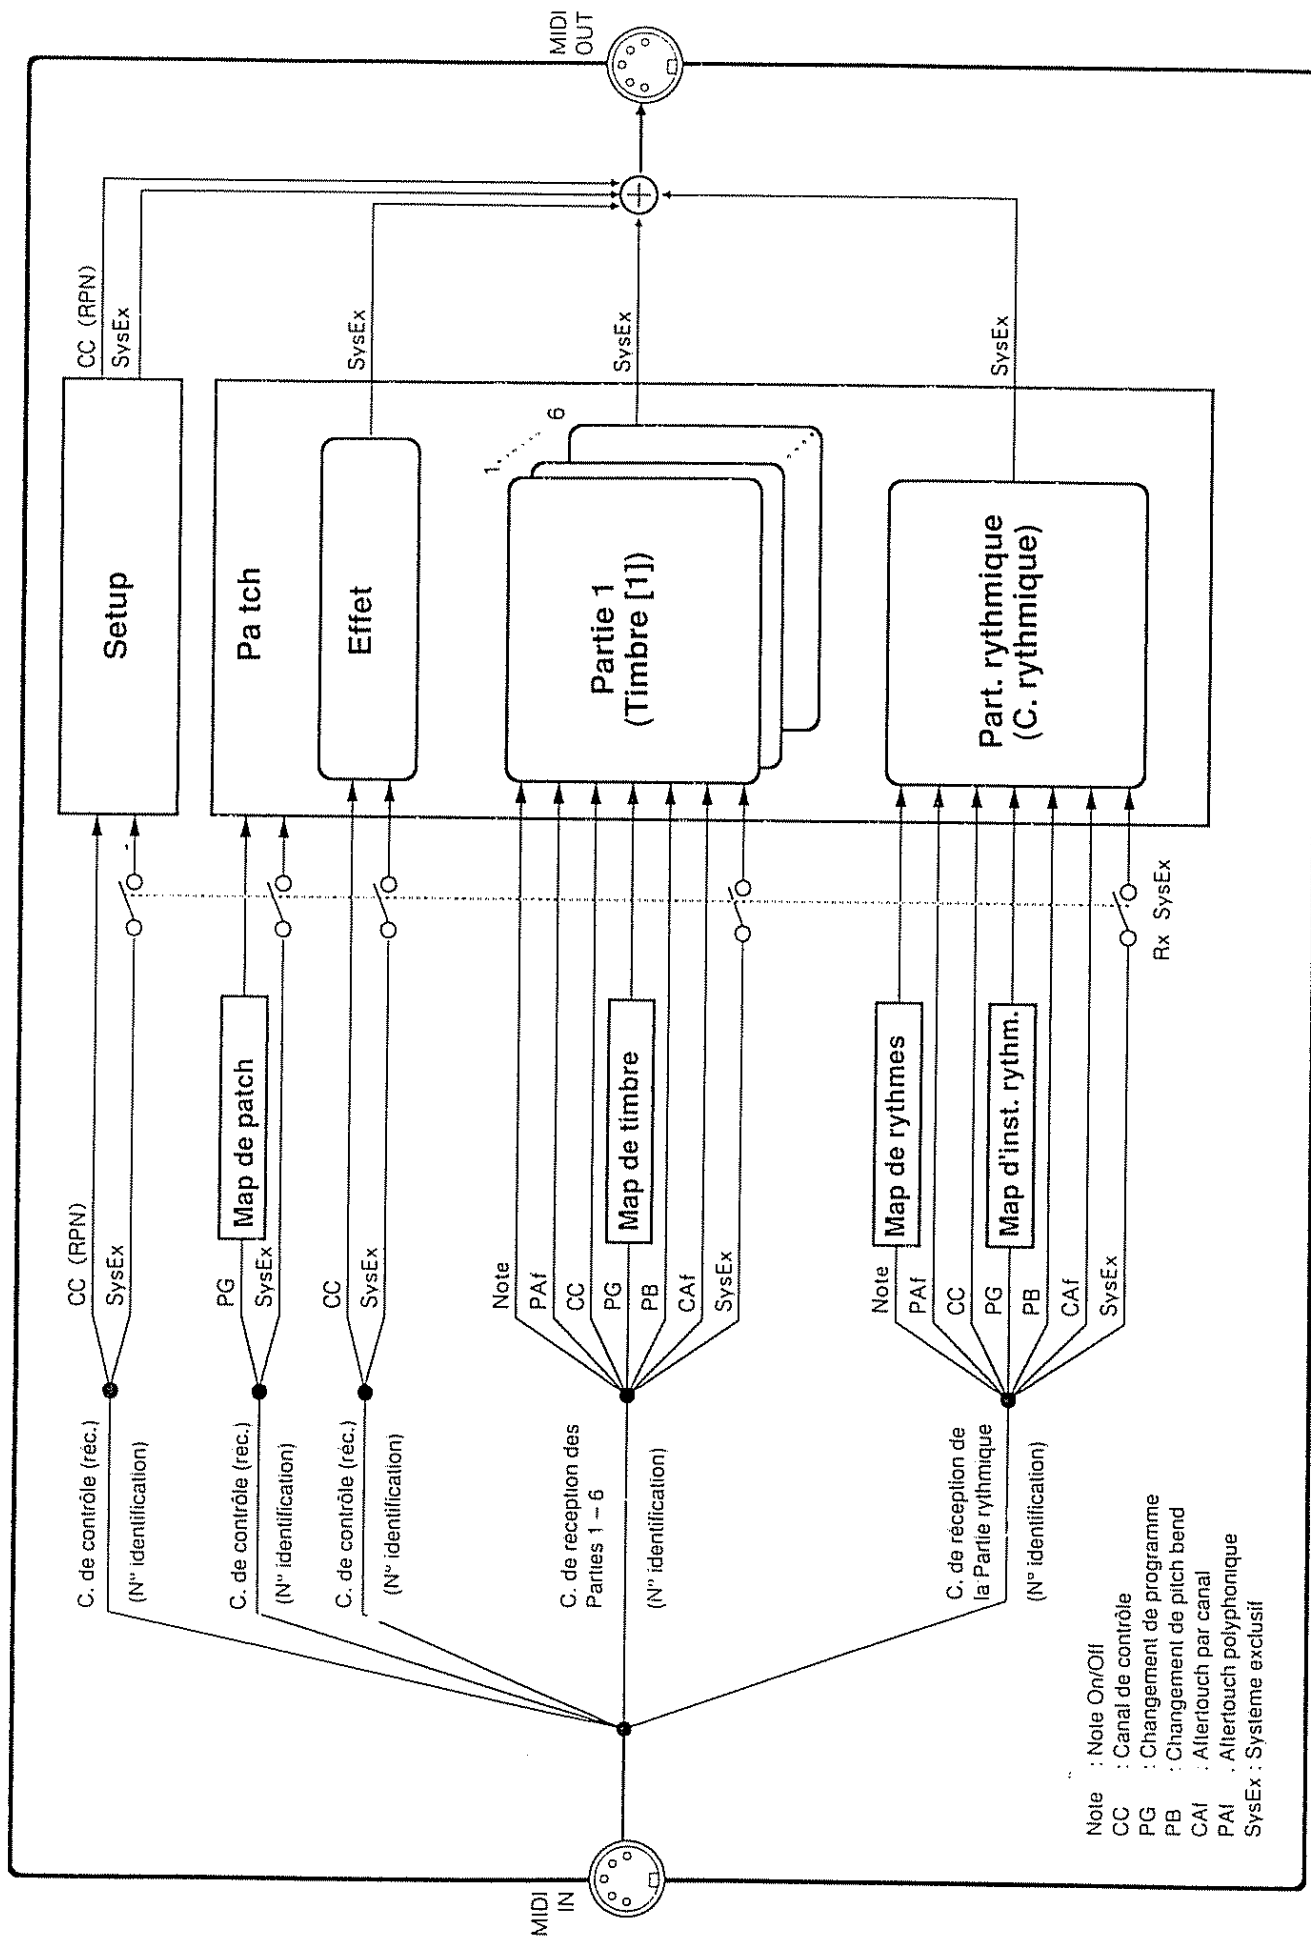 MIDI
OUT
CC (RPN)
SysEx
SysEx
SysEx
SysEx
Setup
Pa tch
Effet
1
6
Partie 1
(Timbre [1])
Part. rythmique
(C. rythmique)
Rx SysEx
Map de patch
Map de timbre
Map de rythmes
Map d'inst. rythm.
CC (RPN)
SysEx
PG
SysEx
CC
SysEx
Note
PAf
CC
PG
PB
CAf
SysEx
Note
PAf
CC
PG
PB
CAf
SysEx
C. de contrôle (réc.)
(N° identification)
C. de contrôle (réc.)
(N° identification)
C. de contrôle (réc.)
(N° identification)
C. de reception des
Parties 1 – 6
(N° identification)
C. de réception de
la Partie rythmique
(N° identification)
MIDI
IN
Note : Note On/Off
CC : Canal de contrôle
PG : Changement de programme
PB : Changement de pitch bend
CAf : Aftertouch par canal
PAf : Aftertouch polyphonique
SysEx : Systeme exclusif